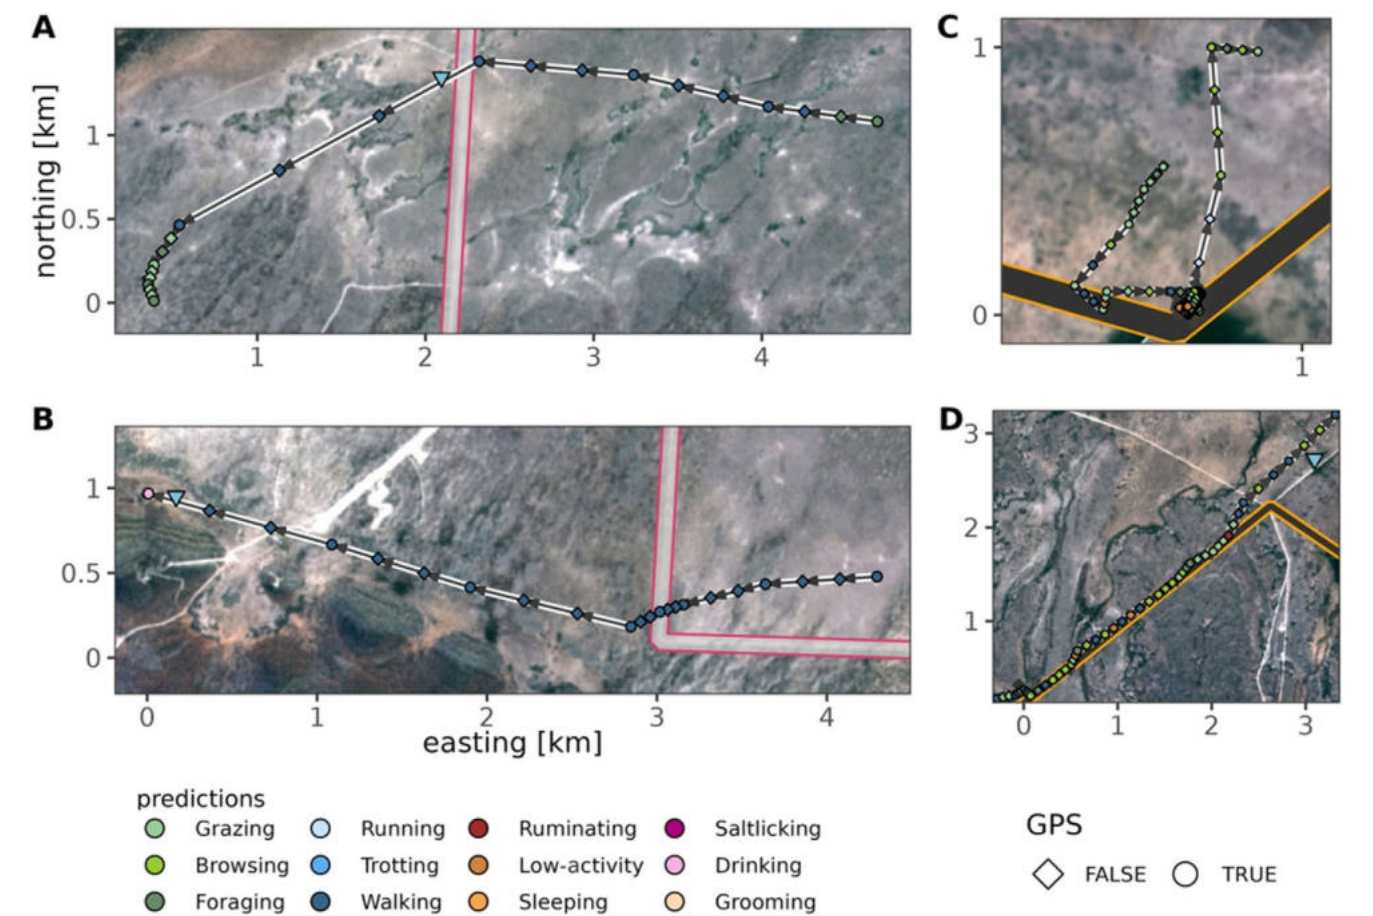 A
C
northing [km]
1
0.5
0
1 2 3 4
1
0
1
B
D
1
0.5
0
0 1 2 3 4
easting [km]
3
2
1
0 1 2 3
predictions
Grazing Running Ruminating Saltlicking
Browsing Trotting Low-activity Drinking
Foraging Walking Sleeping Grooming
GPS
FALSE TRUE